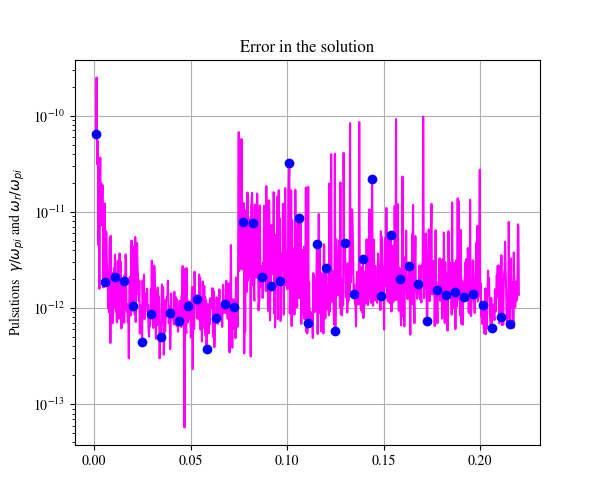 Error in the solution
Pulsations γ/ω_pi and ω_r/ω_pi
10⁻¹⁰
10⁻¹¹
10⁻¹²
10⁻¹³
0.00 0.05 0.10 0.15 0.20